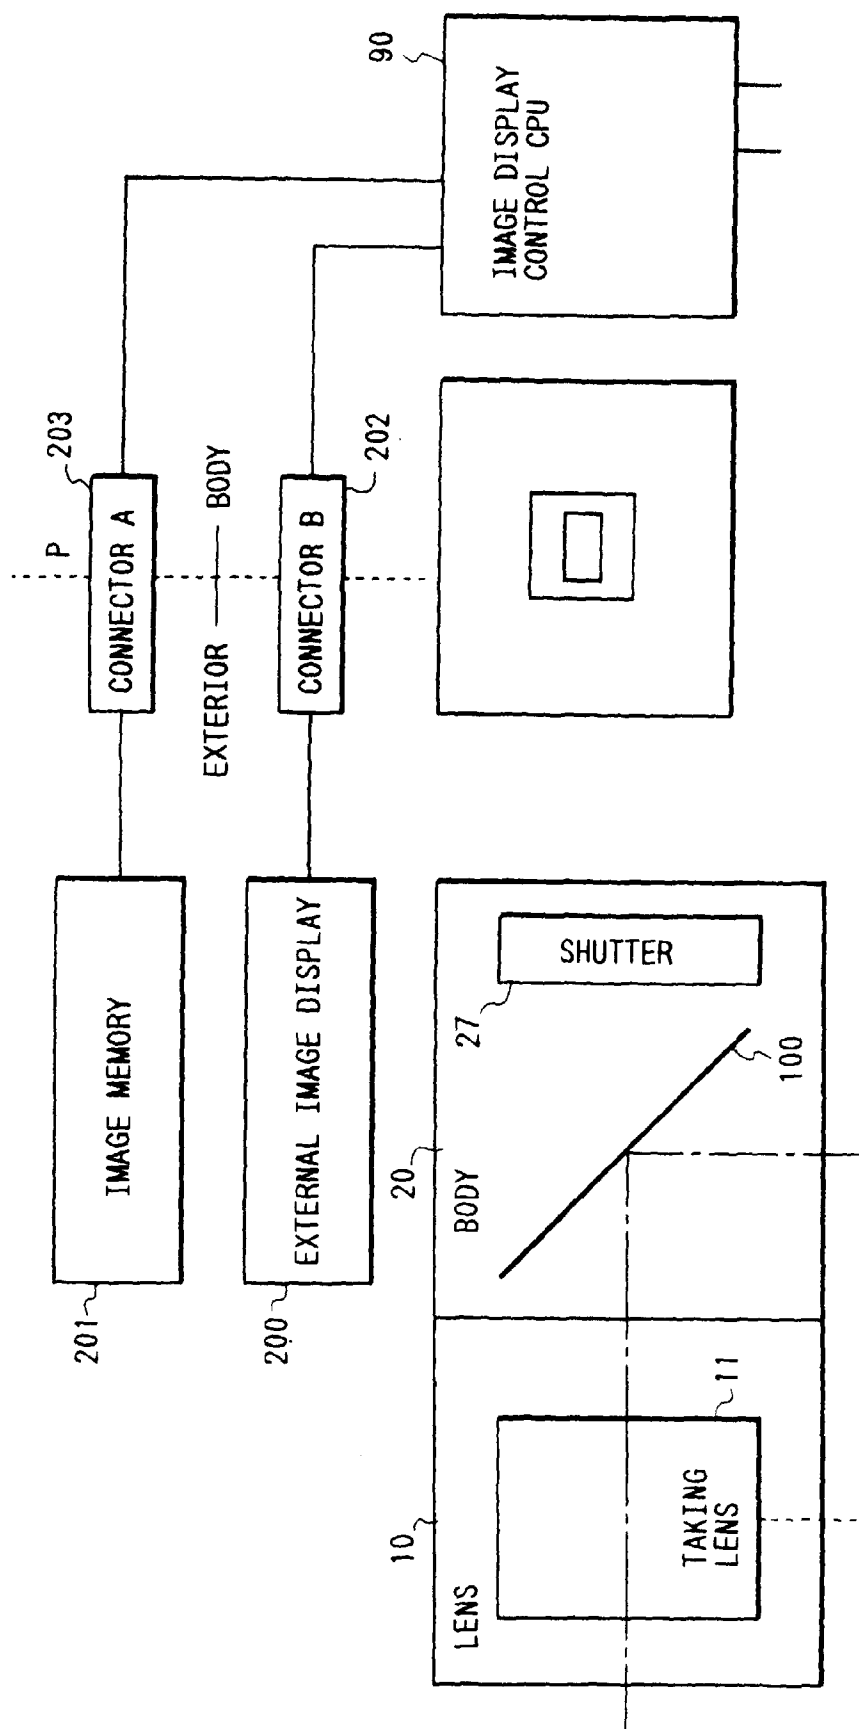 203
P
CONNECTOR A
EXTERIOR
BODY
CONNECTOR B
202
201
IMAGE MEMORY
200
EXTERNAL IMAGE DISPLAY
90
IMAGE DISPLAY
CONTROL CPU
10
LENS
TAKING
LENS
11
20
BODY
27
SHUTTER
100